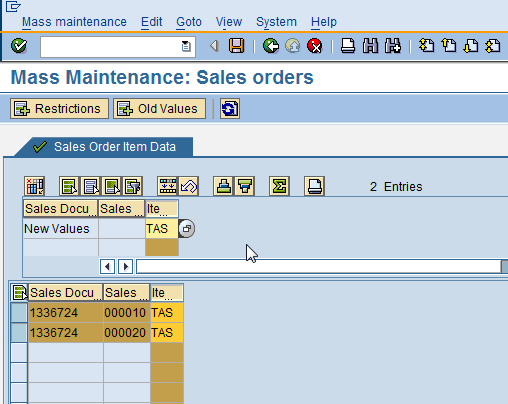 Mass maintenance Edit Goto View System Help
Mass Maintenance: Sales orders
Restrictions Old Values
Sales Order Item Data
2 Entries
Sales Docu... Sales ... Ite...
New Values TAS
Sales Docu... Sales ... Ite...
1336724 000010 TAS
1336724 000020 TAS